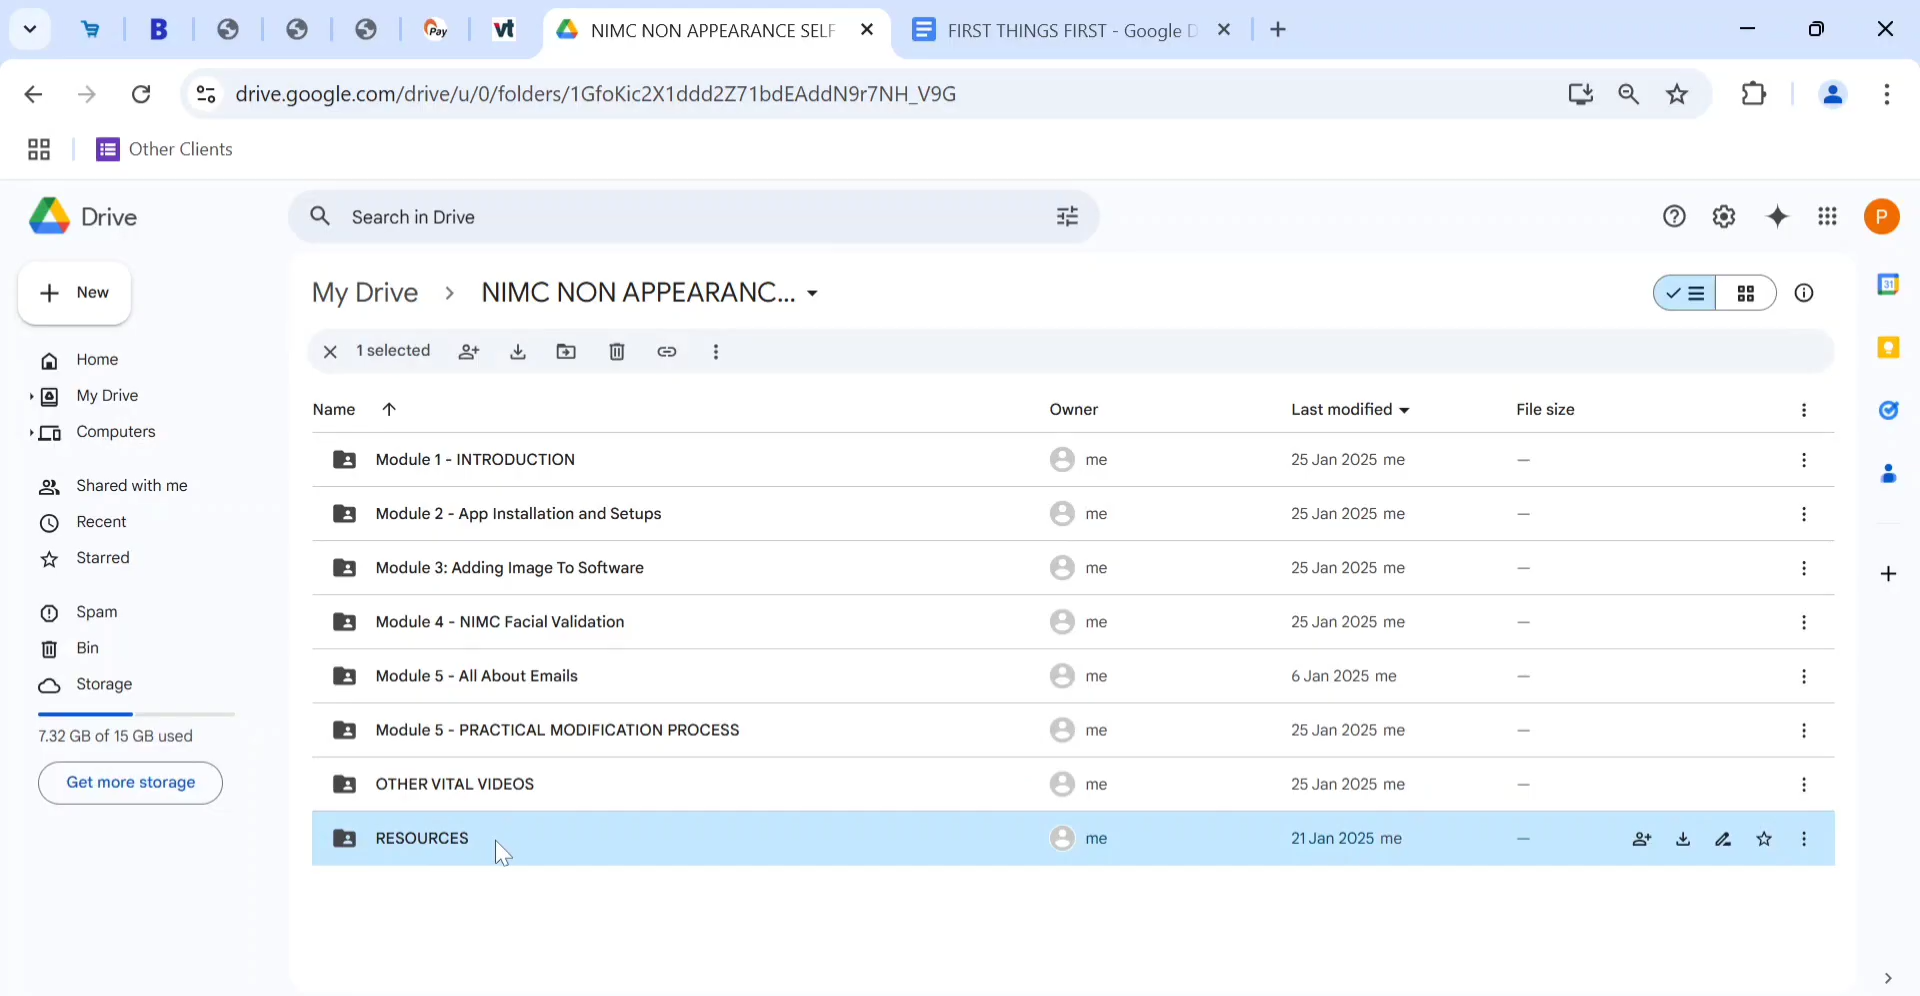 B
Pay
vt
NIMC NON APPEARANCE SELF
FIRST THINGS FIRST - Google D
drive.google.com/drive/u/0/folders/1GfoKic2X1ddd2Z71bdEAddN9r7NH_V9G
Other Clients
Drive
Search in Drive
P
New
My Drive
NIMC NON APPEARANC...
31
1 selected
Home
My Drive
Computers
Shared with me
Recent
Starred
Spam
Bin
Storage
7.32 GB of 15 GB used
Get more storage
Name Owner Last modified File size
Module 1 - INTRODUCTION me 25 Jan 2025 me —
Module 2 - App Installation and Setups me 25 Jan 2025 me —
Module 3: Adding Image To Software me 25 Jan 2025 me —
Module 4 - NIMC Facial Validation me 25 Jan 2025 me —
Module 5 - All About Emails me 6 Jan 2025 me —
Module 5 - PRACTICAL MODIFICATION PROCESS me 25 Jan 2025 me —
OTHER VITAL VIDEOS me 25 Jan 2025 me —
RESOURCES me 21 Jan 2025 me —